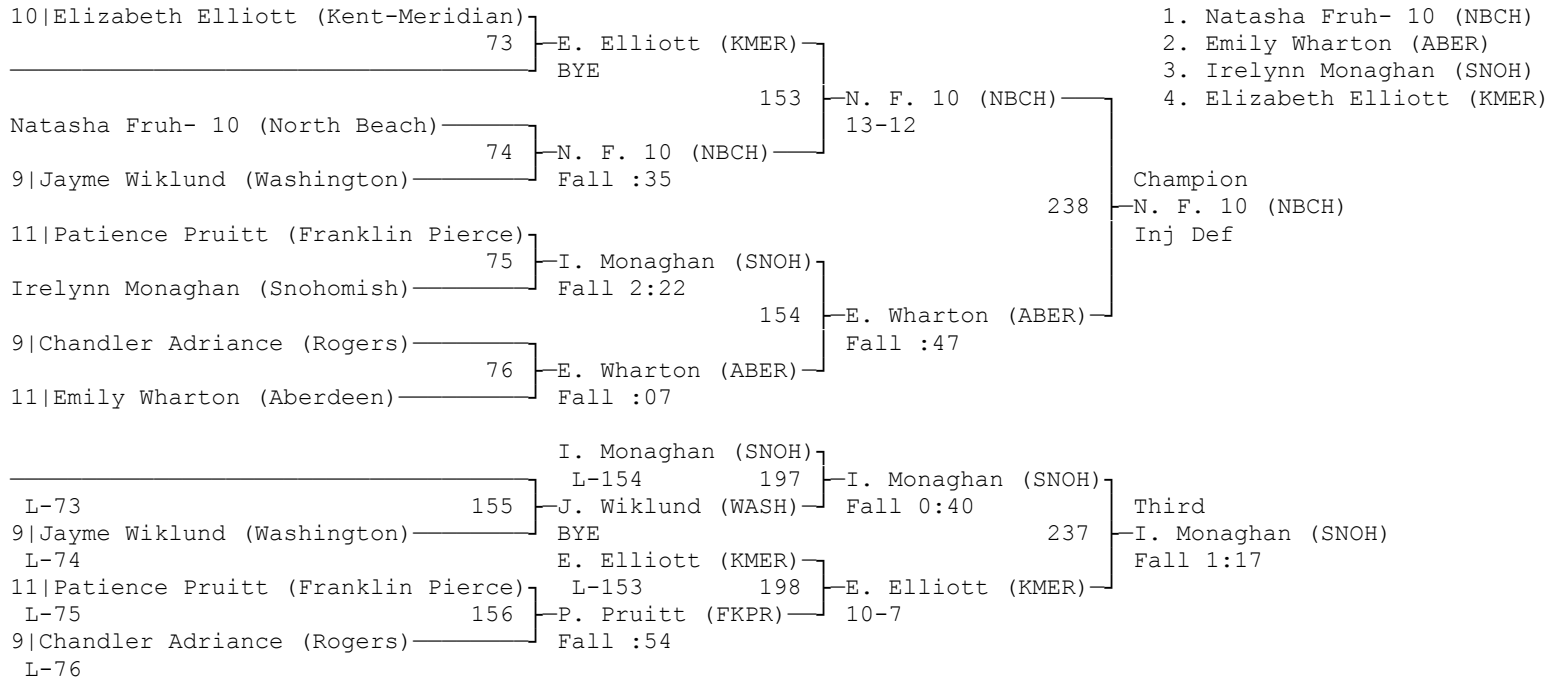 10|Elizabeth Elliott (Kent-Meridian) 1. Natasha Fruh- 10 (NBCH)
73 E. Elliott (KMER) 2. Emily Wharton (ABER)
BYE 3. Irelynn Monaghan (SNOH)
153 N. F. 10 (NBCH) 4. Elizabeth Elliott (KMER)
Natasha Fruh- 10 (North Beach) 13-12
74 N. F. 10 (NBCH)
9|Jayme Wiklund (Washington) Fall :35 Champion
238 N. F. 10 (NBCH)
11|Patience Pruitt (Franklin Pierce) Inj Def
75 I. Monaghan (SNOH)
Irelynn Monaghan (Snohomish) Fall 2:22
154 E. Wharton (ABER)
9|Chandler Adriance (Rogers) Fall :47
76 E. Wharton (ABER)
11|Emily Wharton (Aberdeen) Fall :07
I. Monaghan (SNOH)
L-154 197 I. Monaghan (SNOH)
L-73 155 J. Wiklund (WASH) Fall 0:40 Third
9|Jayme Wiklund (Washington) BYE 237 I. Monaghan (SNOH)
L-74 E. Elliott (KMER) Fall 1:17
11|Patience Pruitt (Franklin Pierce) L-153 198 E. Elliott (KMER)
L-75 156 P. Pruitt (FKPR) 10-7
9|Chandler Adriance (Rogers) Fall :54
L-76